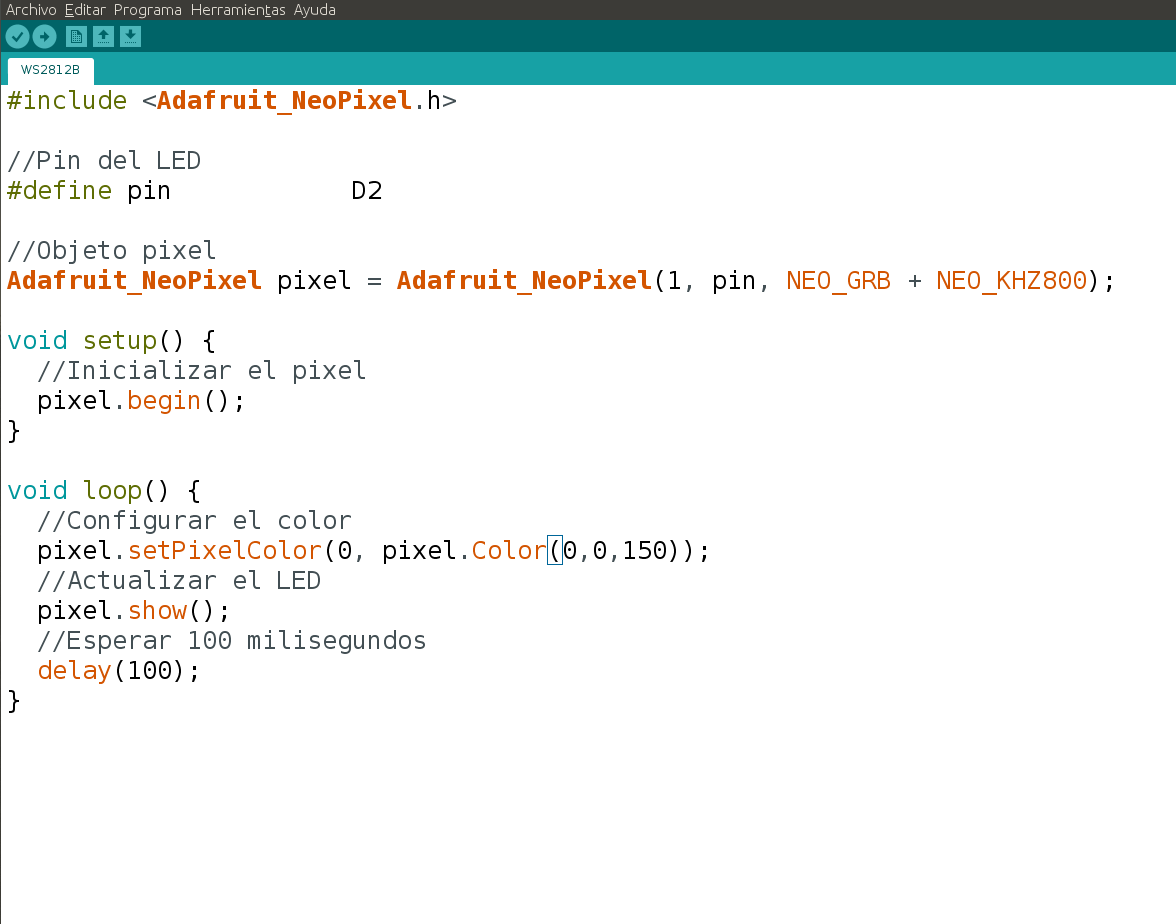 Archivo Editar Programa Herramientas Ayuda
WS2812B
#include <Adafruit_NeoPixel.h>
//Pin del LED
#define pin            D2
//Objeto pixel
Adafruit_NeoPixel pixel = Adafruit_NeoPixel(1, pin, NEO_GRB + NEO_KHZ800);
void setup() {
  //Inicializar el pixel
  pixel.begin();
}
void loop() {
  //Configurar el color
  pixel.setPixelColor(0, pixel.Color(0,0,150));
  //Actualizar el LED
  pixel.show();
  //Esperar 100 milisegundos
  delay(100);
}